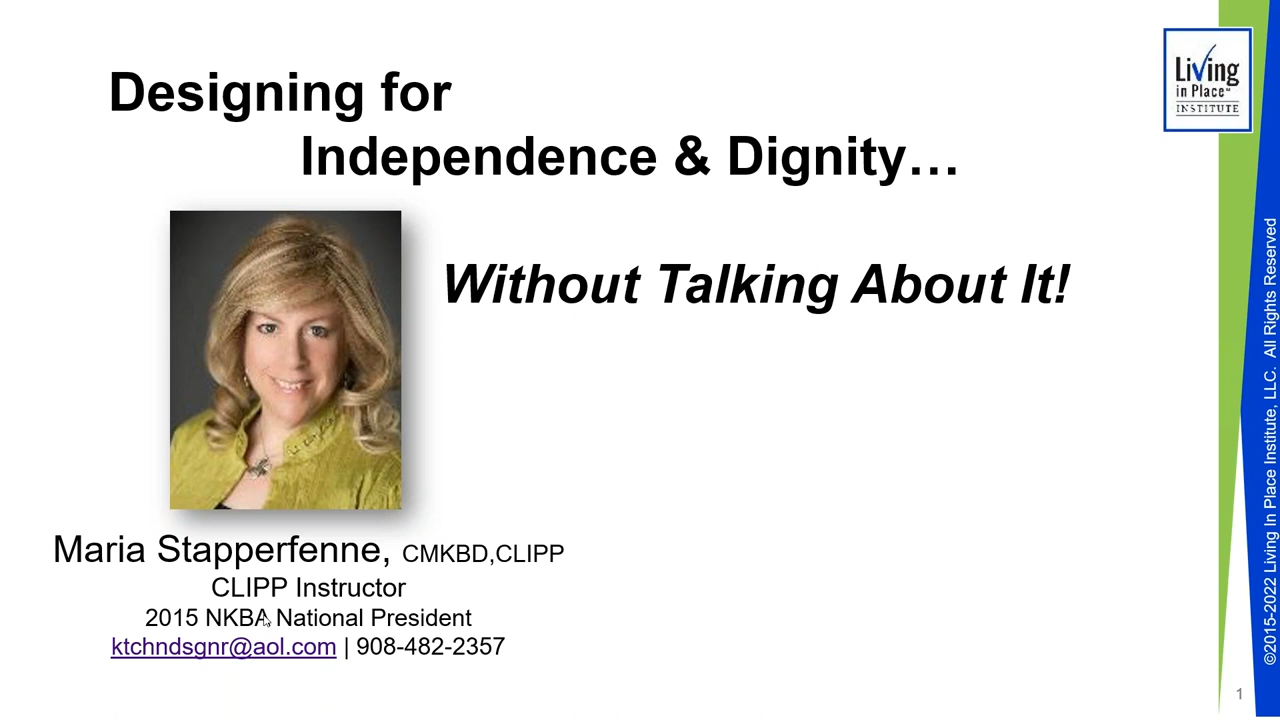 Designing for
Independence & Dignity…
Without Talking About It!
Living
in Place℠
INSTITUTE
Maria Stapperfenne, CMKBD,CLIPP
CLIPP Instructor
2015 NKBA National President
ktchndsgnr@aol.com | 908-482-2357
©2015-2022 Living In Place Institute, LLC. All Rights Reserved
1